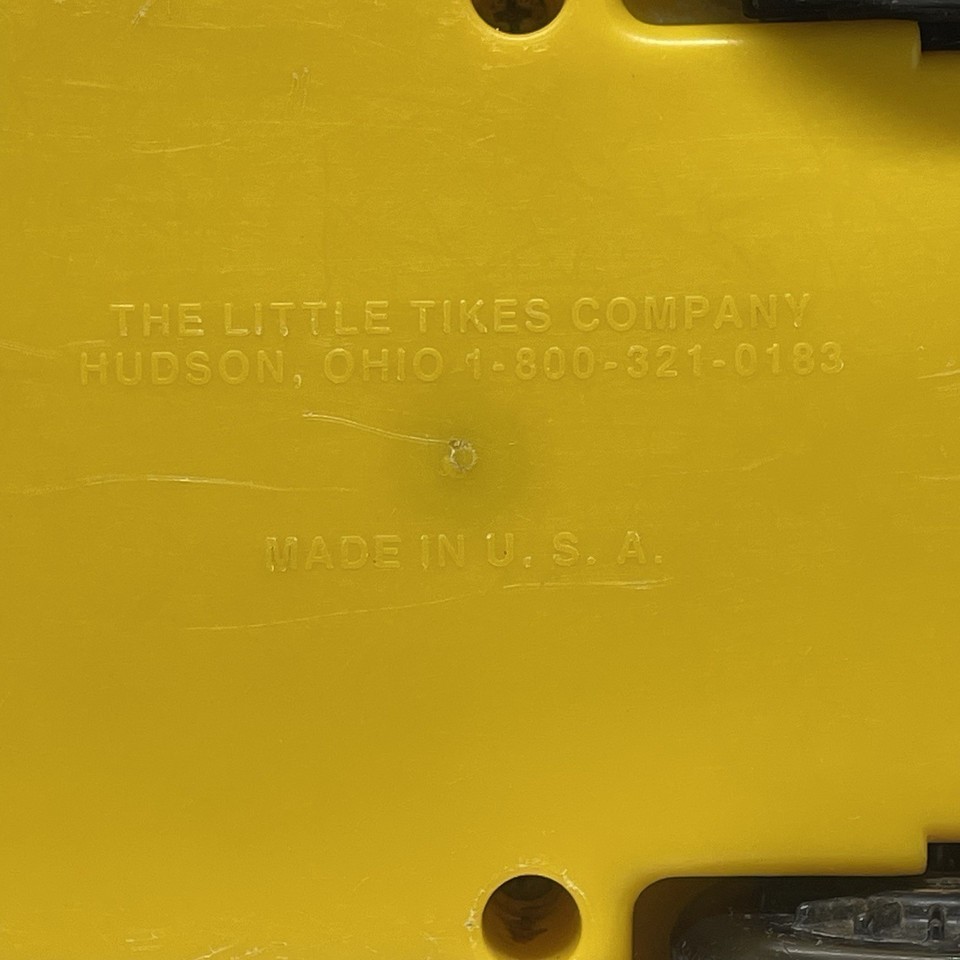 THE LITTLE TIKES COMPANY
HUDSON, OHIO 1-800-321-0183
MADE IN U. S. A.